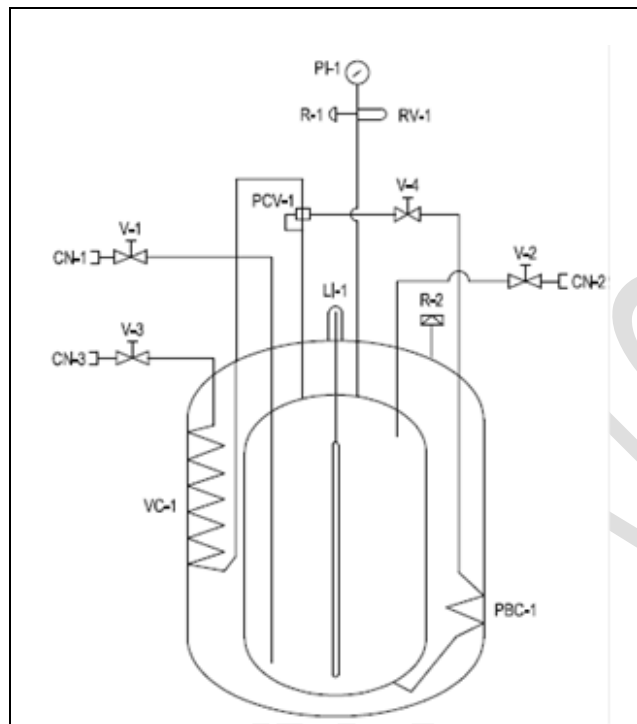 PI-1
R-1
RV-1
PCV-1
V-4
V-1
V-2
CN-1
CN-2
LI-1
R-2
V-3
CN-3
VC-1
PBC-1